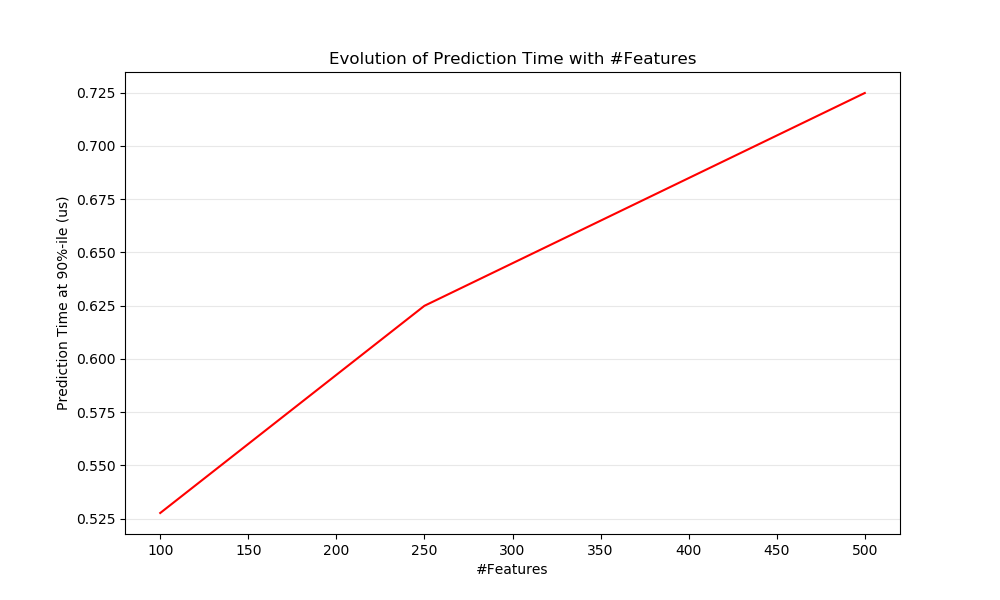 Evolution of Prediction Time with #Features
Prediction Time at 90%-ile (us)
0.725
0.700
0.675
0.650
0.625
0.600
0.575
0.550
0.525
100 150 200 250 300 350 400 450 500
#Features